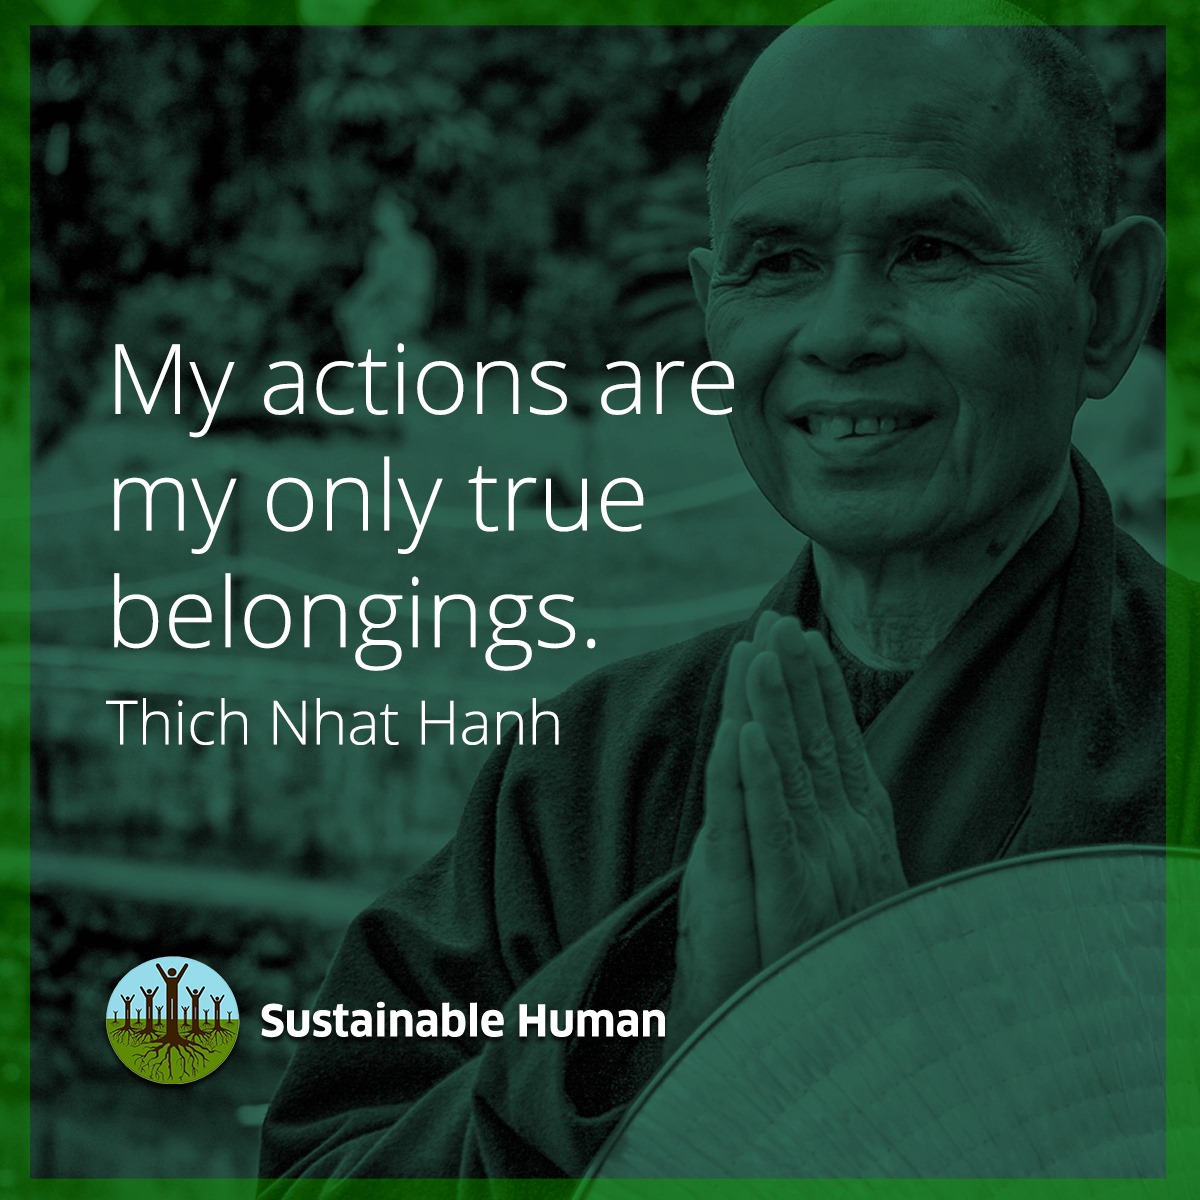 My actions are
my only true
belongings.
Thich Nhat Hanh
Sustainable Human